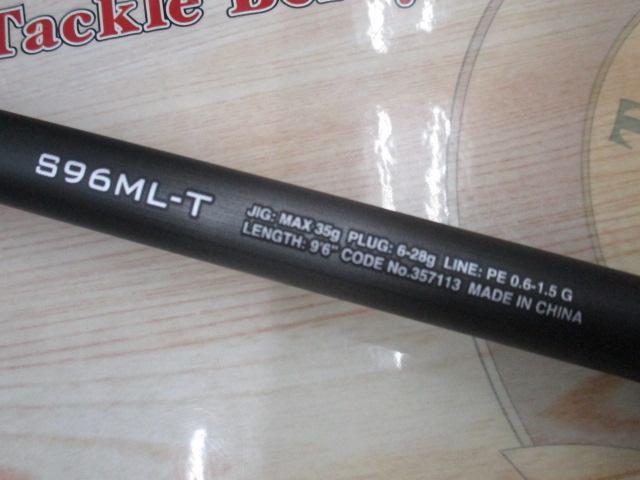 Tackle
S96ML-T
JIG: MAX 35g PLUG: 6-28g LINE: PE 0.6-1.5 G
LENGTH: 9'6" CODE No.357113 MADE IN CHINA